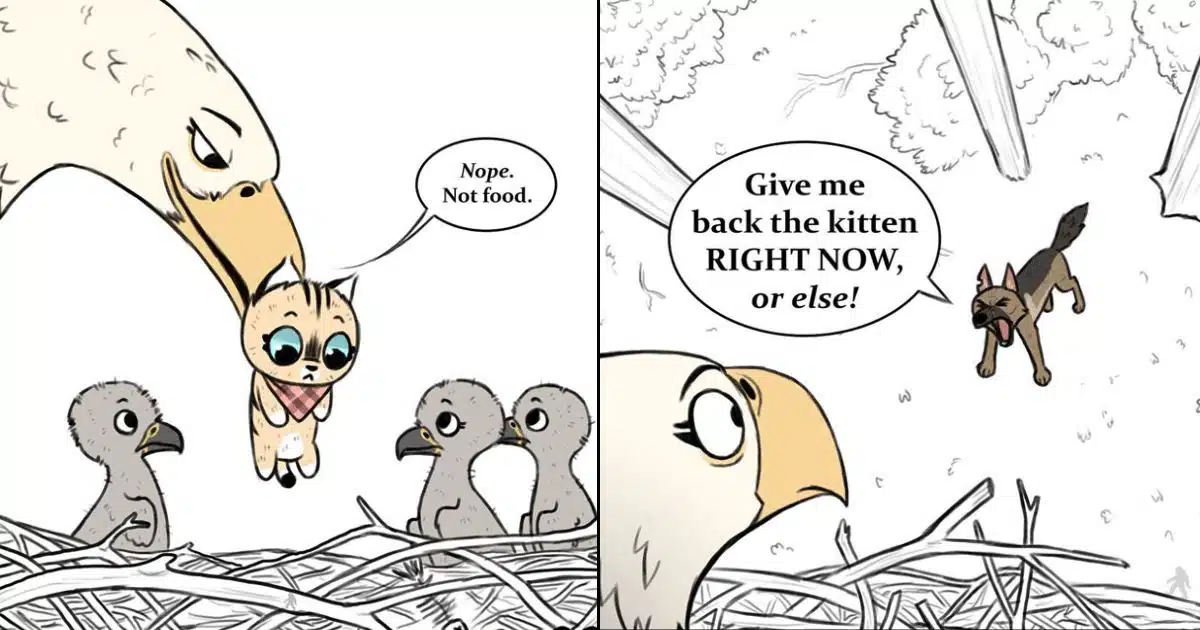 Nope.
Not food.
Give me
back the kitten
RIGHT NOW,
or else!